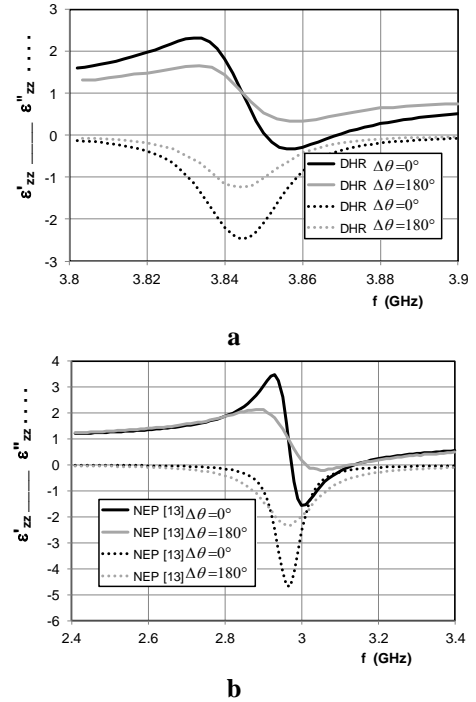 3
2
1
0
-1
-2
-3
ε'zz ____ ε''zz ....
DHR Δθ=0°
DHR Δθ=180°
DHR Δθ=0°
DHR Δθ=180°
3.8 3.82 3.84 3.86 3.88 3.9
f (GHz)
a
4
3
2
1
0
-1
-2
-3
-4
-5
-6
ε'zz ____ ε''zz ....
NEP [13] Δθ=0°
NEP [13] Δθ=180°
NEP [13] Δθ=0°
NEP [13] Δθ=180°
2.4 2.6 2.8 3 3.2 3.4
f (GHz)
b